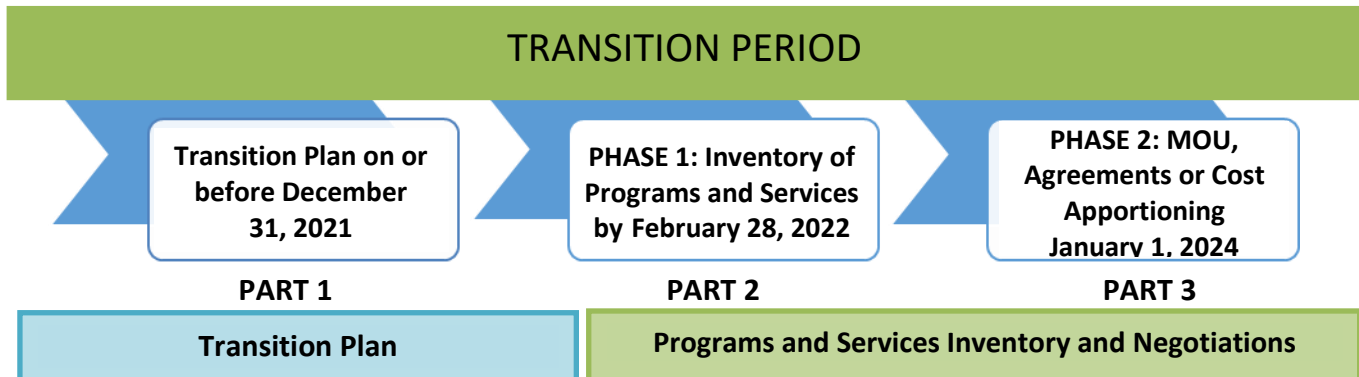 TRANSITION PERIOD
Transition Plan on or
before December
31, 2021
PHASE 1: Inventory of
Programs and Services
by February 28, 2022
PHASE 2: MOU,
Agreements or Cost
Apportioning
January 1, 2024
PART 1
PART 2
PART 3
Transition Plan
Programs and Services Inventory and Negotiations